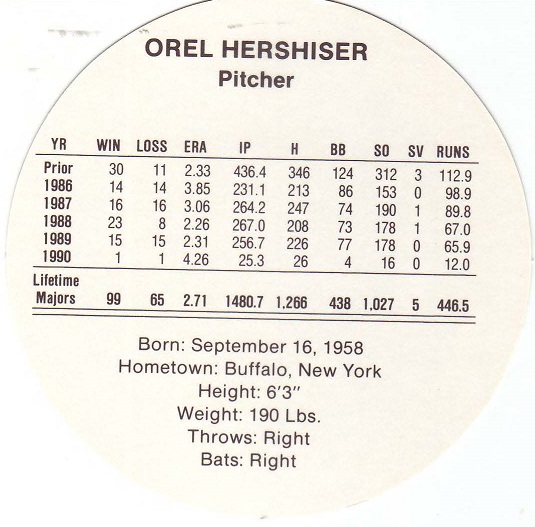 OREL HERSHISER
Pitcher
YR WIN LOSS ERA IP H BB SO SV RUNS
Prior 30 11 2.33 436.4 346 124 312 3 112.9
1986 14 14 3.85 231.1 213 86 153 0 98.9
1987 16 16 3.06 264.2 247 74 190 1 89.8
1988 23 8 2.26 267.0 208 73 178 1 67.0
1989 15 15 2.31 256.7 226 77 178 0 65.9
1990 1 1 4.26 25.3 26 4 16 0 12.0
Lifetime
Majors 99 65 2.71 1480.7 1,266 438 1,027 5 446.5
Born: September 16, 1958
Hometown: Buffalo, New York
Height: 6'3"
Weight: 190 Lbs.
Throws: Right
Bats: Right